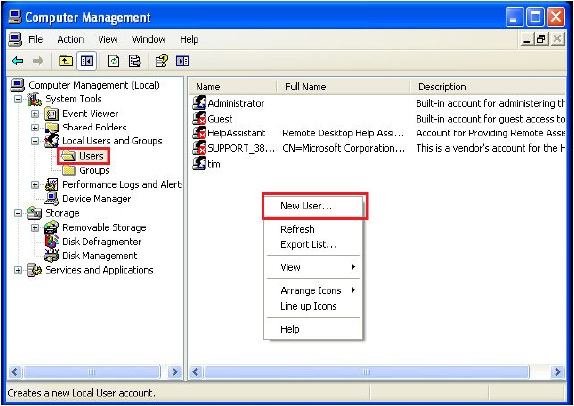 Computer Management
File Action View Window Help
Computer Management (Local)
System Tools
Event Viewer
Shared Folders
Local Users and Groups
Users
Groups
Performance Logs and Alert
Device Manager
Storage
Removable Storage
Disk Defragmenter
Disk Management
Services and Applications
Name Full Name Description
Administrator Built-in account for administering th
Guest Built-in account for guest access to
HelpAssistant Remote Desktop Help Ass... Account for Providing Remote Assi
SUPPORT_38... CN=Microsoft Corporation... This is a vendor's account for the H
tim
New User...
Refresh
Export List...
View
Arrange Icons
Line up Icons
Help
Creates a new Local User account.